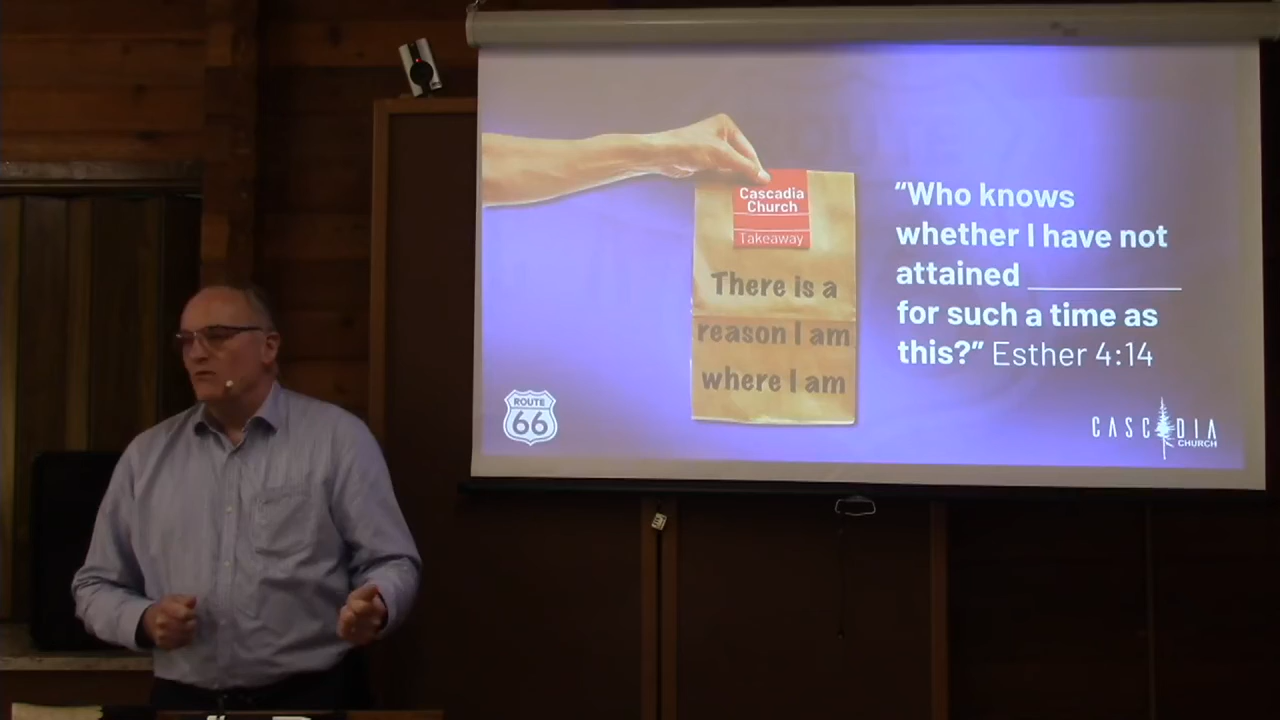 Cascadia
Church
Takeaway
There is a
reason I am
where I am
“Who knows
whether I have not
attained ____________
for such a time as
this?” Esther 4:14
ROUTE
66
CASCADIA
CHURCH